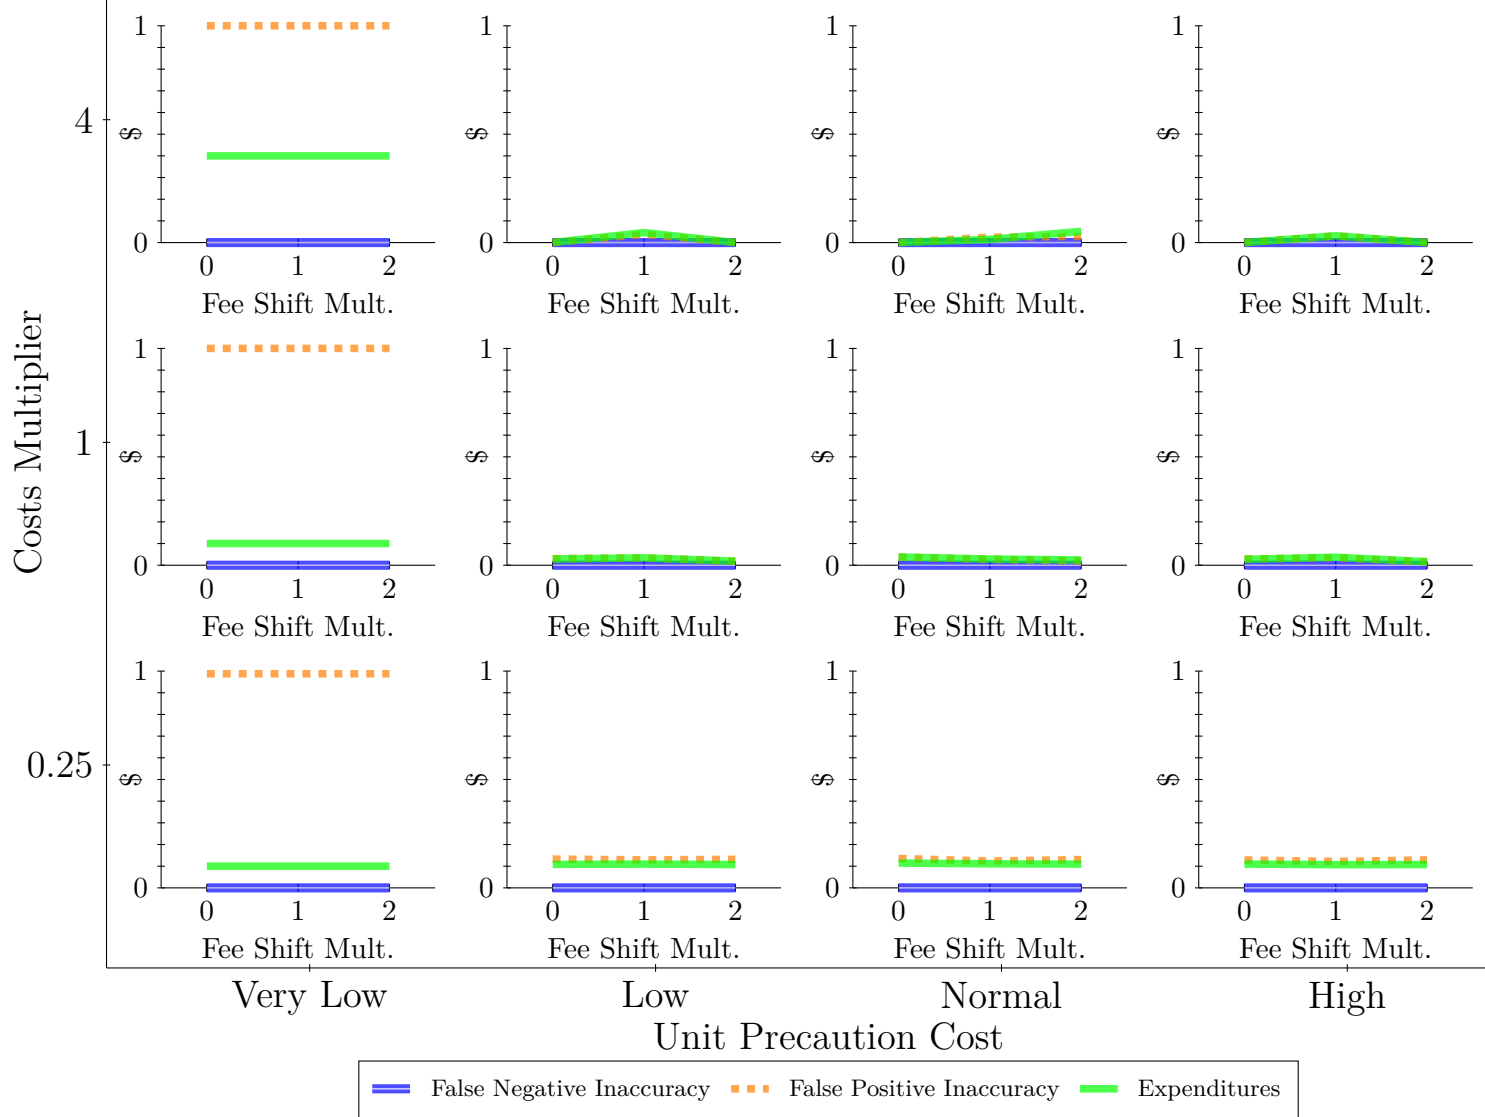 1 1 1 1
4 $ $ $ $
0 0 0 0
0 1 2 0 1 2 0 1 2 0 1 2
Fee Shift Mult. Fee Shift Mult. Fee Shift Mult. Fee Shift Mult.
Costs Multiplier
1 1 1 1
1 $ $ $ $
0 0 0 0
0 1 2 0 1 2 0 1 2 0 1 2
Fee Shift Mult. Fee Shift Mult. Fee Shift Mult. Fee Shift Mult.
1 1 1 1
0.25 $ $ $ $
0 0 0 0
0 1 2 0 1 2 0 1 2 0 1 2
Fee Shift Mult. Fee Shift Mult. Fee Shift Mult. Fee Shift Mult.
Very Low Low Normal High
Unit Precaution Cost
False Negative Inaccuracy False Positive Inaccuracy Expenditures